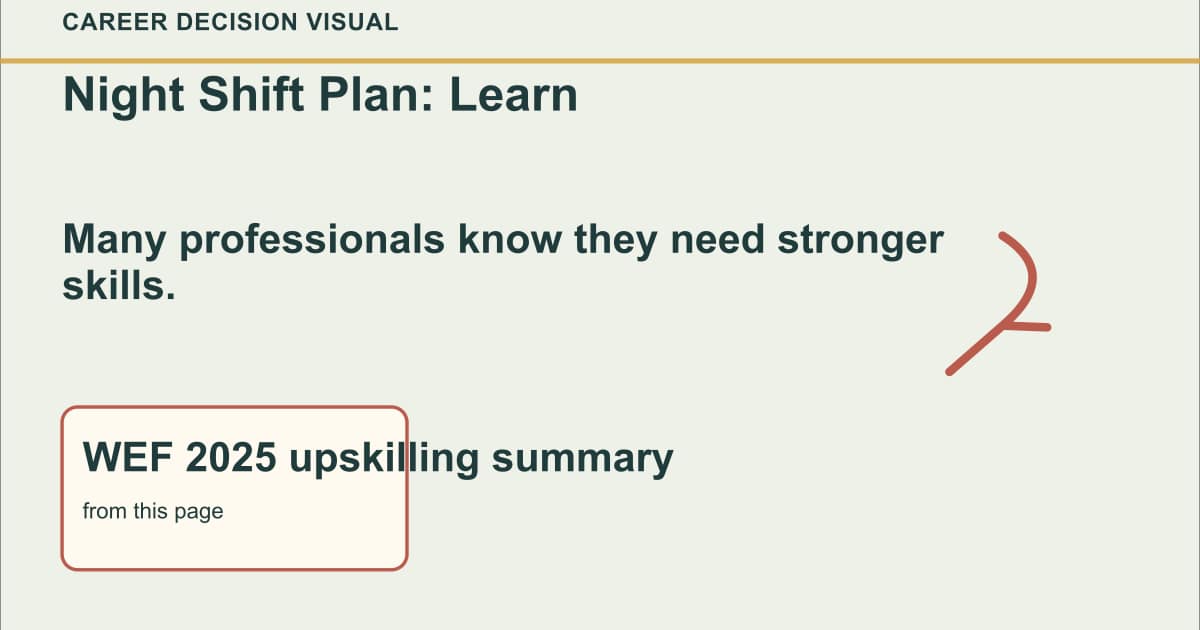 CAREER DECISION VISUAL
Night Shift Plan: Learn
Many professionals know they need stronger
skills.
WEF 2025 upskilling summary
from this page